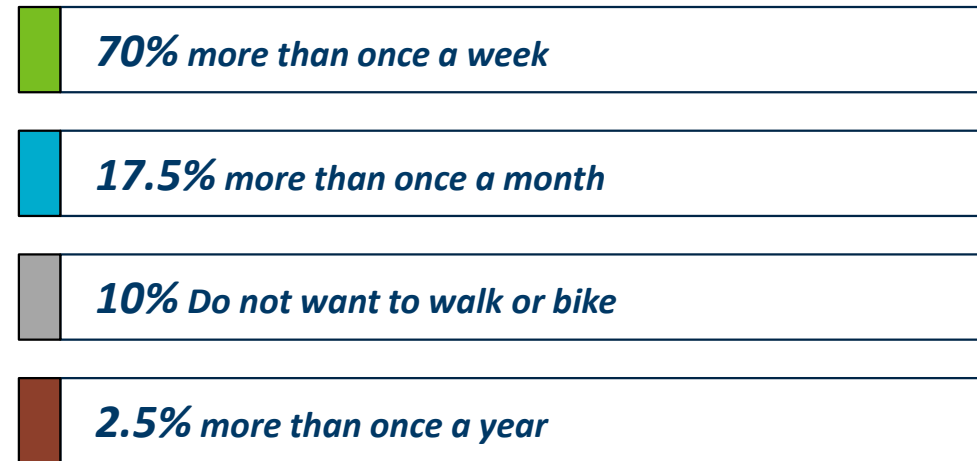 70% more than once a week
17.5% more than once a month
10% Do not want to walk or bike
2.5% more than once a year